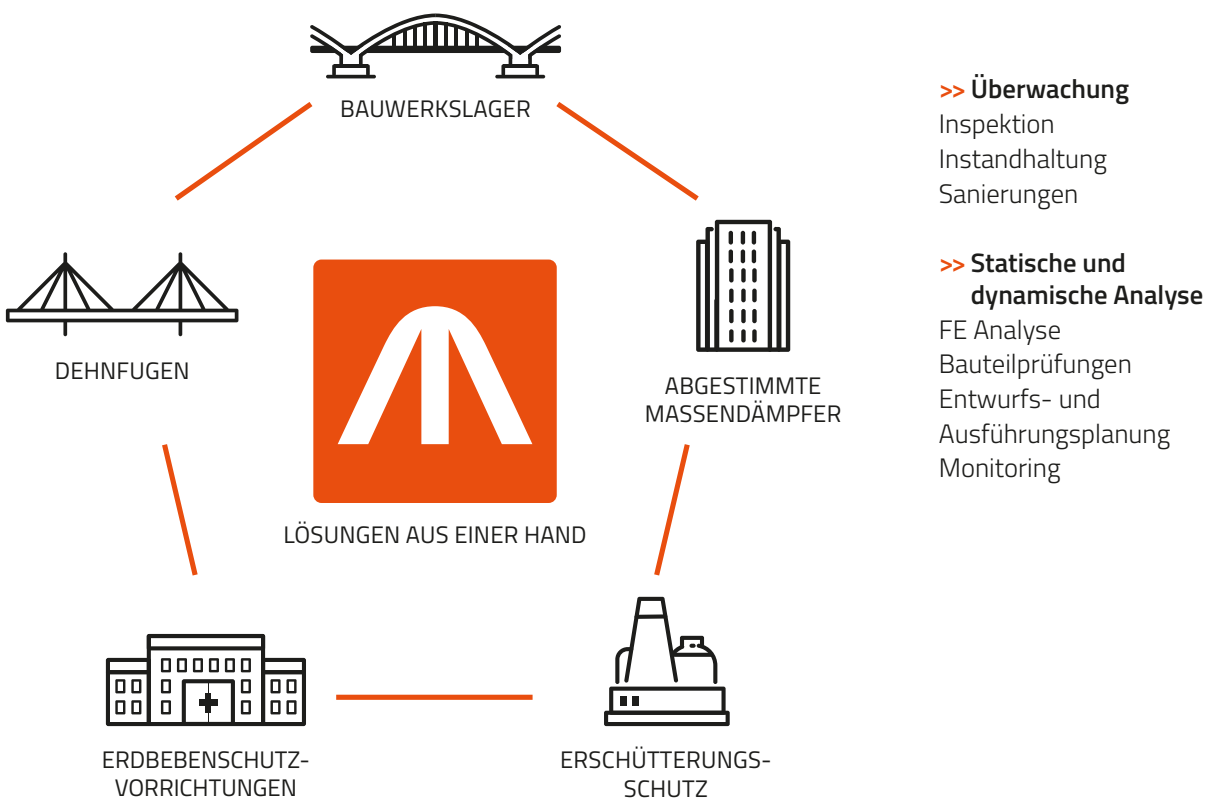 BAUWERKSLAGER
DEHNFUGEN
ABGESTIMMTE
MASSENDÄMPFER
LÖSUNGEN AUS EINER HAND
ERDBEBENSCHUTZ-
VORRICHTUNGEN
ERSCHÜTTERUNGS-
SCHUTZ
>> Überwachung
Inspektion
Instandhaltung
Sanierungen
>> Statische und
dynamische Analyse
FE Analyse
Bauteilprüfungen
Entwurfs- und
Ausführungsplanung
Monitoring